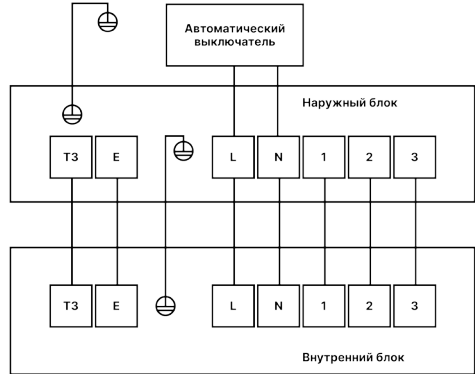 Автоматический
выключатель
Наружный блок
T3 E L N 1 2 3
T3 E L N 1 2 3
Внутренний блок